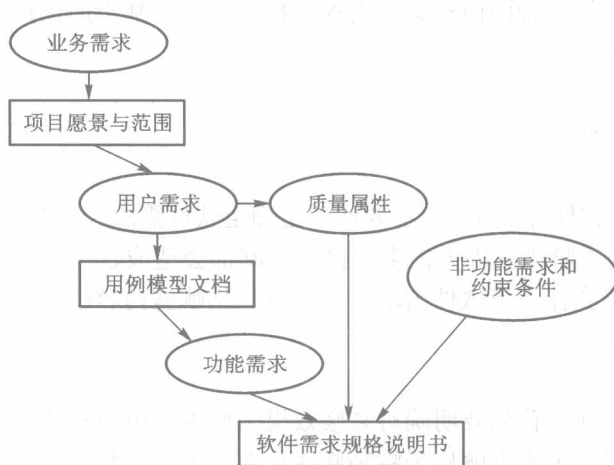 业务需求
项目愿景与范围
用户需求
质量属性
用例模型文档
非功能需求和
约束条件
功能需求
软件需求规格说明书